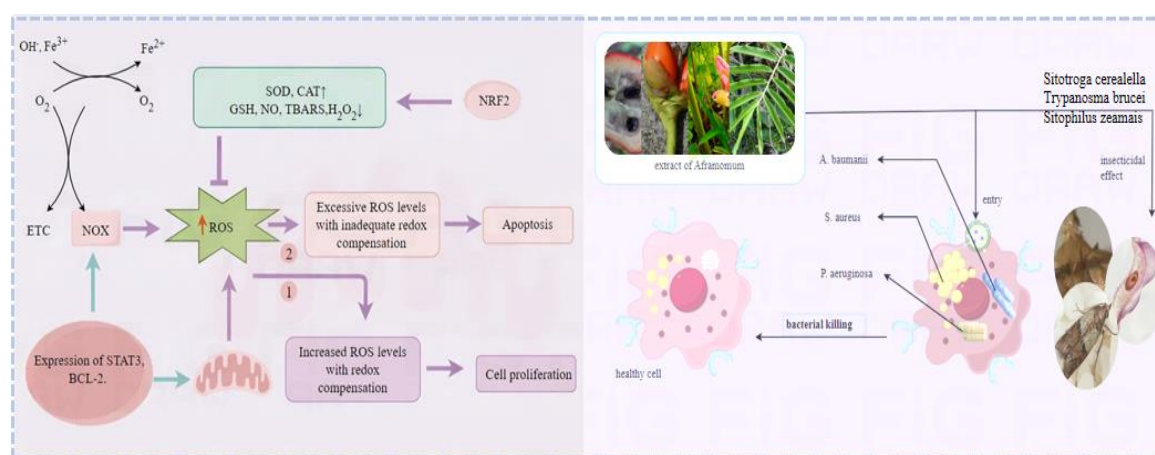 OH⁻, Fe³⁺
Fe²⁺
O₂
O₂
SOD, CAT↑
GSH, NO, TBARS,H₂O₂↓
NRF2
ETC
NOX
↑ROS
Excessive ROS levels
with inadequate redox
compensation
Apoptosis
2
1
Expression of STAT3,
BCL-2.
Increased ROS levels
with redox
compensation
Cell proliferation
extract of Aframomum
Sitotroga cerealella
Trypanosma brucei
Sitophilus zeamais
A. baumanii
insecticidal
effect
entry
S. aureus
P. aeruginosa
bacterial killing
healthy cell